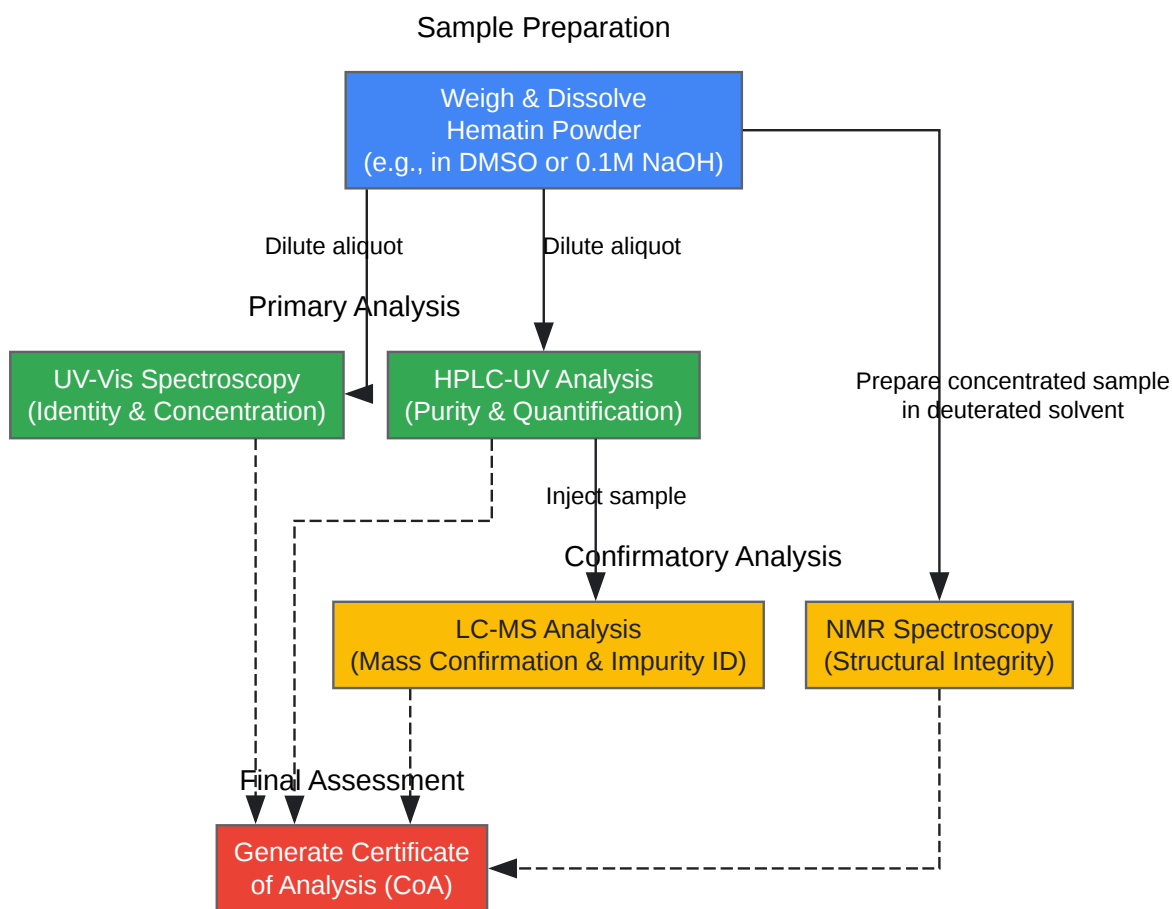 Sample Preparation
Weigh & Dissolve
Hematin Powder
(e.g., in DMSO or 0.1M NaOH)
Dilute aliquot
Dilute aliquot
Primary Analysis
UV-Vis Spectroscopy
(Identity & Concentration)
HPLC-UV Analysis
(Purity & Quantification)
Prepare concentrated sample
in deuterated solvent
Inject sample
Confirmatory Analysis
LC-MS Analysis
(Mass Confirmation & Impurity ID)
NMR Spectroscopy
(Structural Integrity)
Final Assessment
Generate Certificate
of Analysis (CoA)